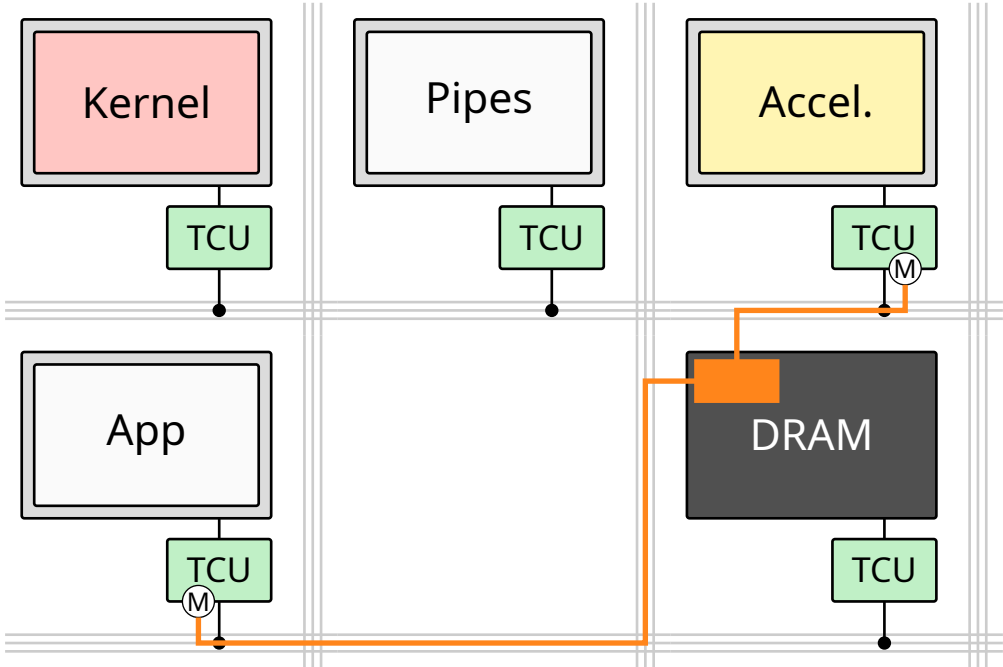 Kernel
Pipes
Accel.
TCU
TCU
TCU
M
App
DRAM
TCU
M
TCU